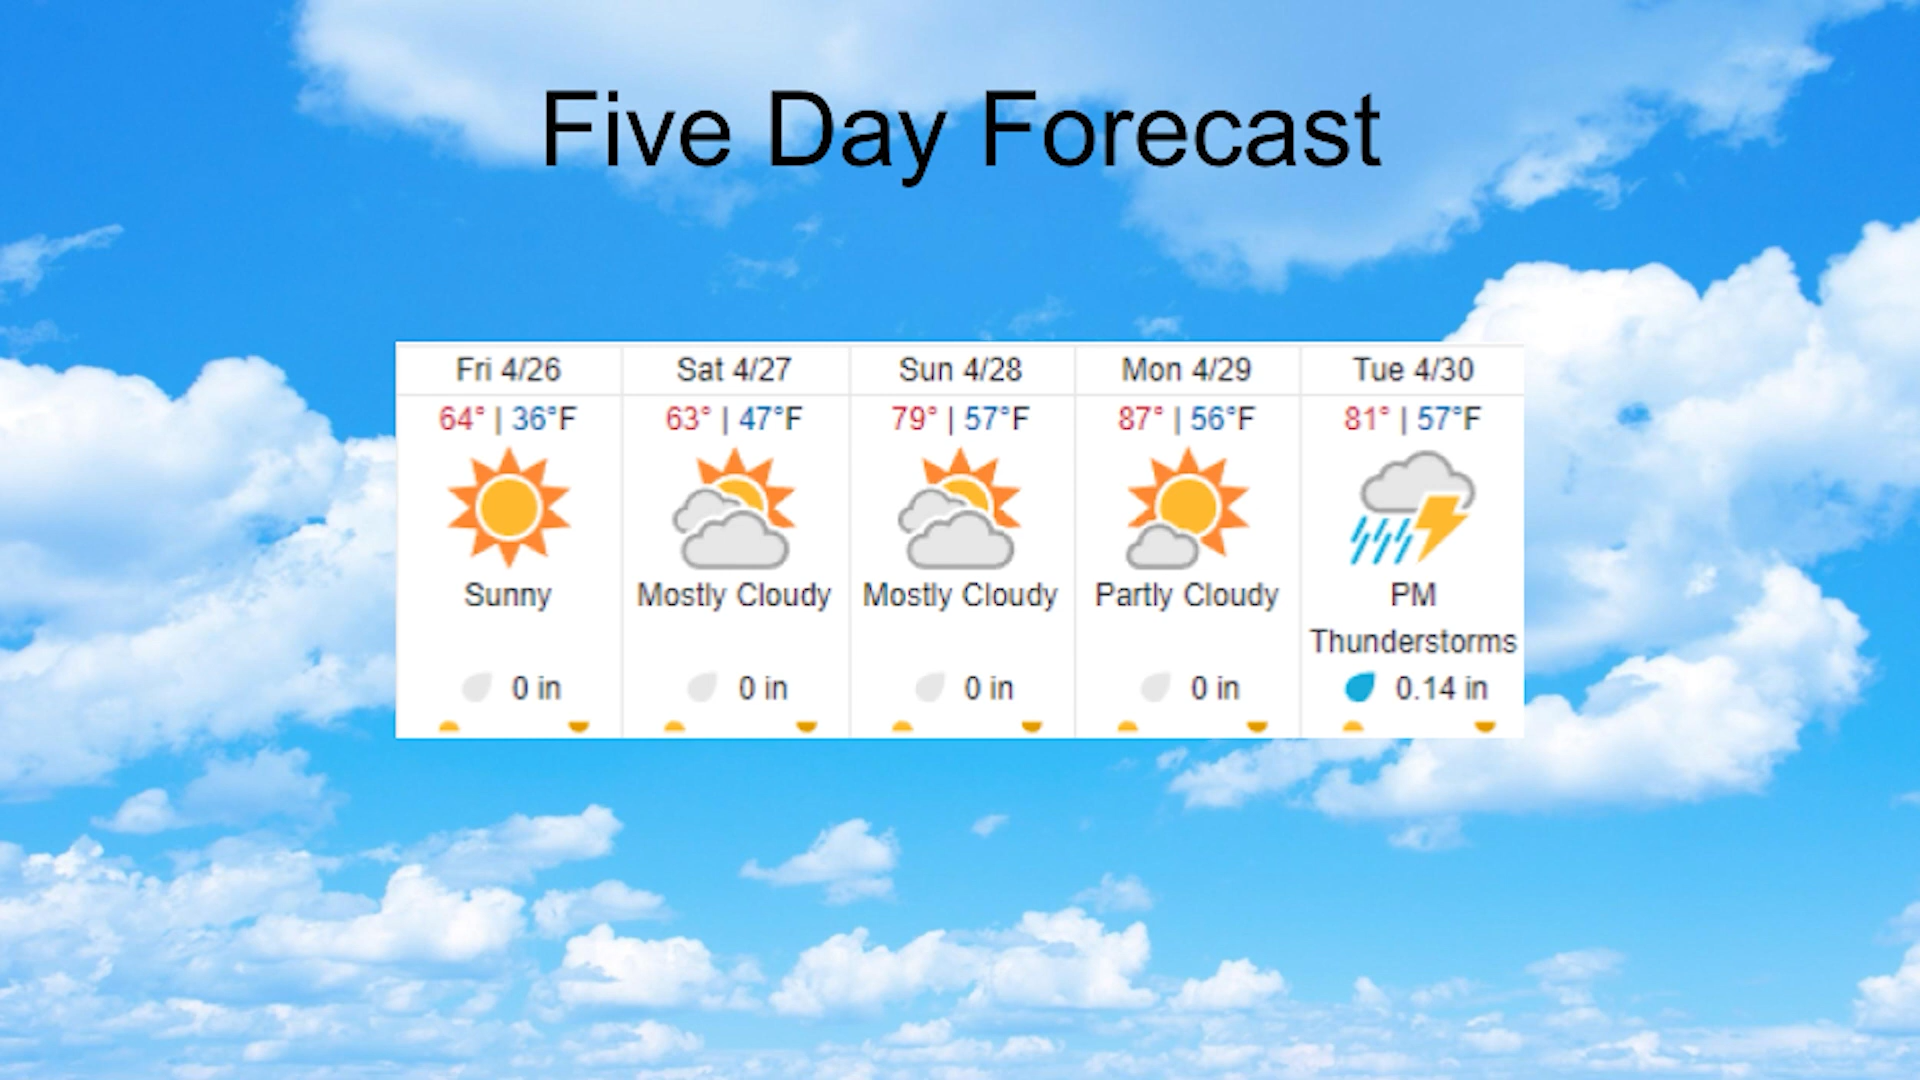 Five Day Forecast
Fri 4/26 Sat 4/27 Sun 4/28 Mon 4/29 Tue 4/30
64° | 36°F 63° | 47°F 79° | 57°F 87° | 56°F 81° | 57°F
Sunny Mostly Cloudy Mostly Cloudy Partly Cloudy PM
Thunderstorms
0 in 0 in 0 in 0 in 0.14 in